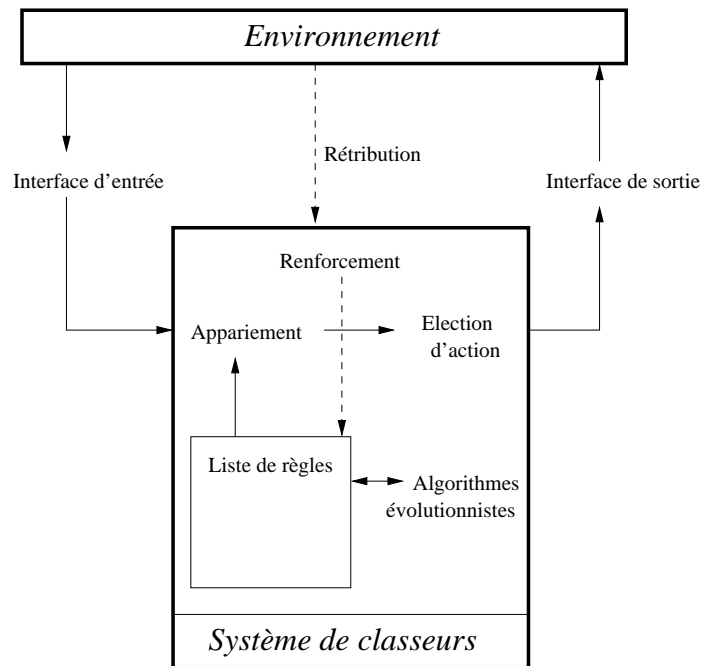 Environnement
Rétribution
Interface d’entrée
Interface de sortie
Renforcement
Appariement
Election
d’action
Liste de règles
Algorithmes
évolutionnistes
Système de classeurs